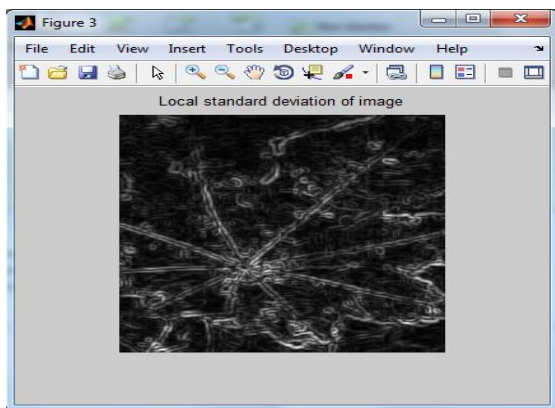 Figure 3
File Edit View Insert Tools Desktop Window Help
Local standard deviation of image